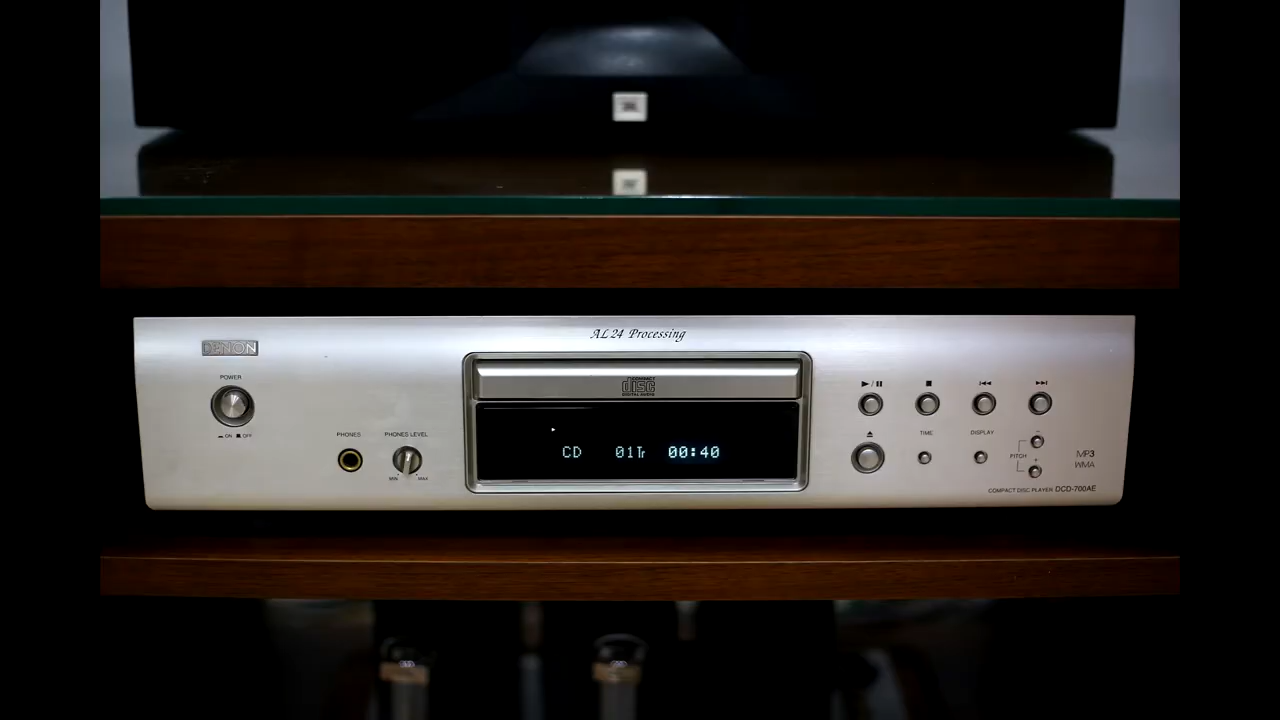 AL24 Processing
DENON
COMPACT
disc
DIGITAL AUDIO
POWER
ON OFF
PHONES
PHONES LEVEL
MIN MAX
CD 01Tr 00:40
TIME
DISPLAY
PITCH
- 
+
MP3
WMA
COMPACT DISC PLAYER DCD-700AE